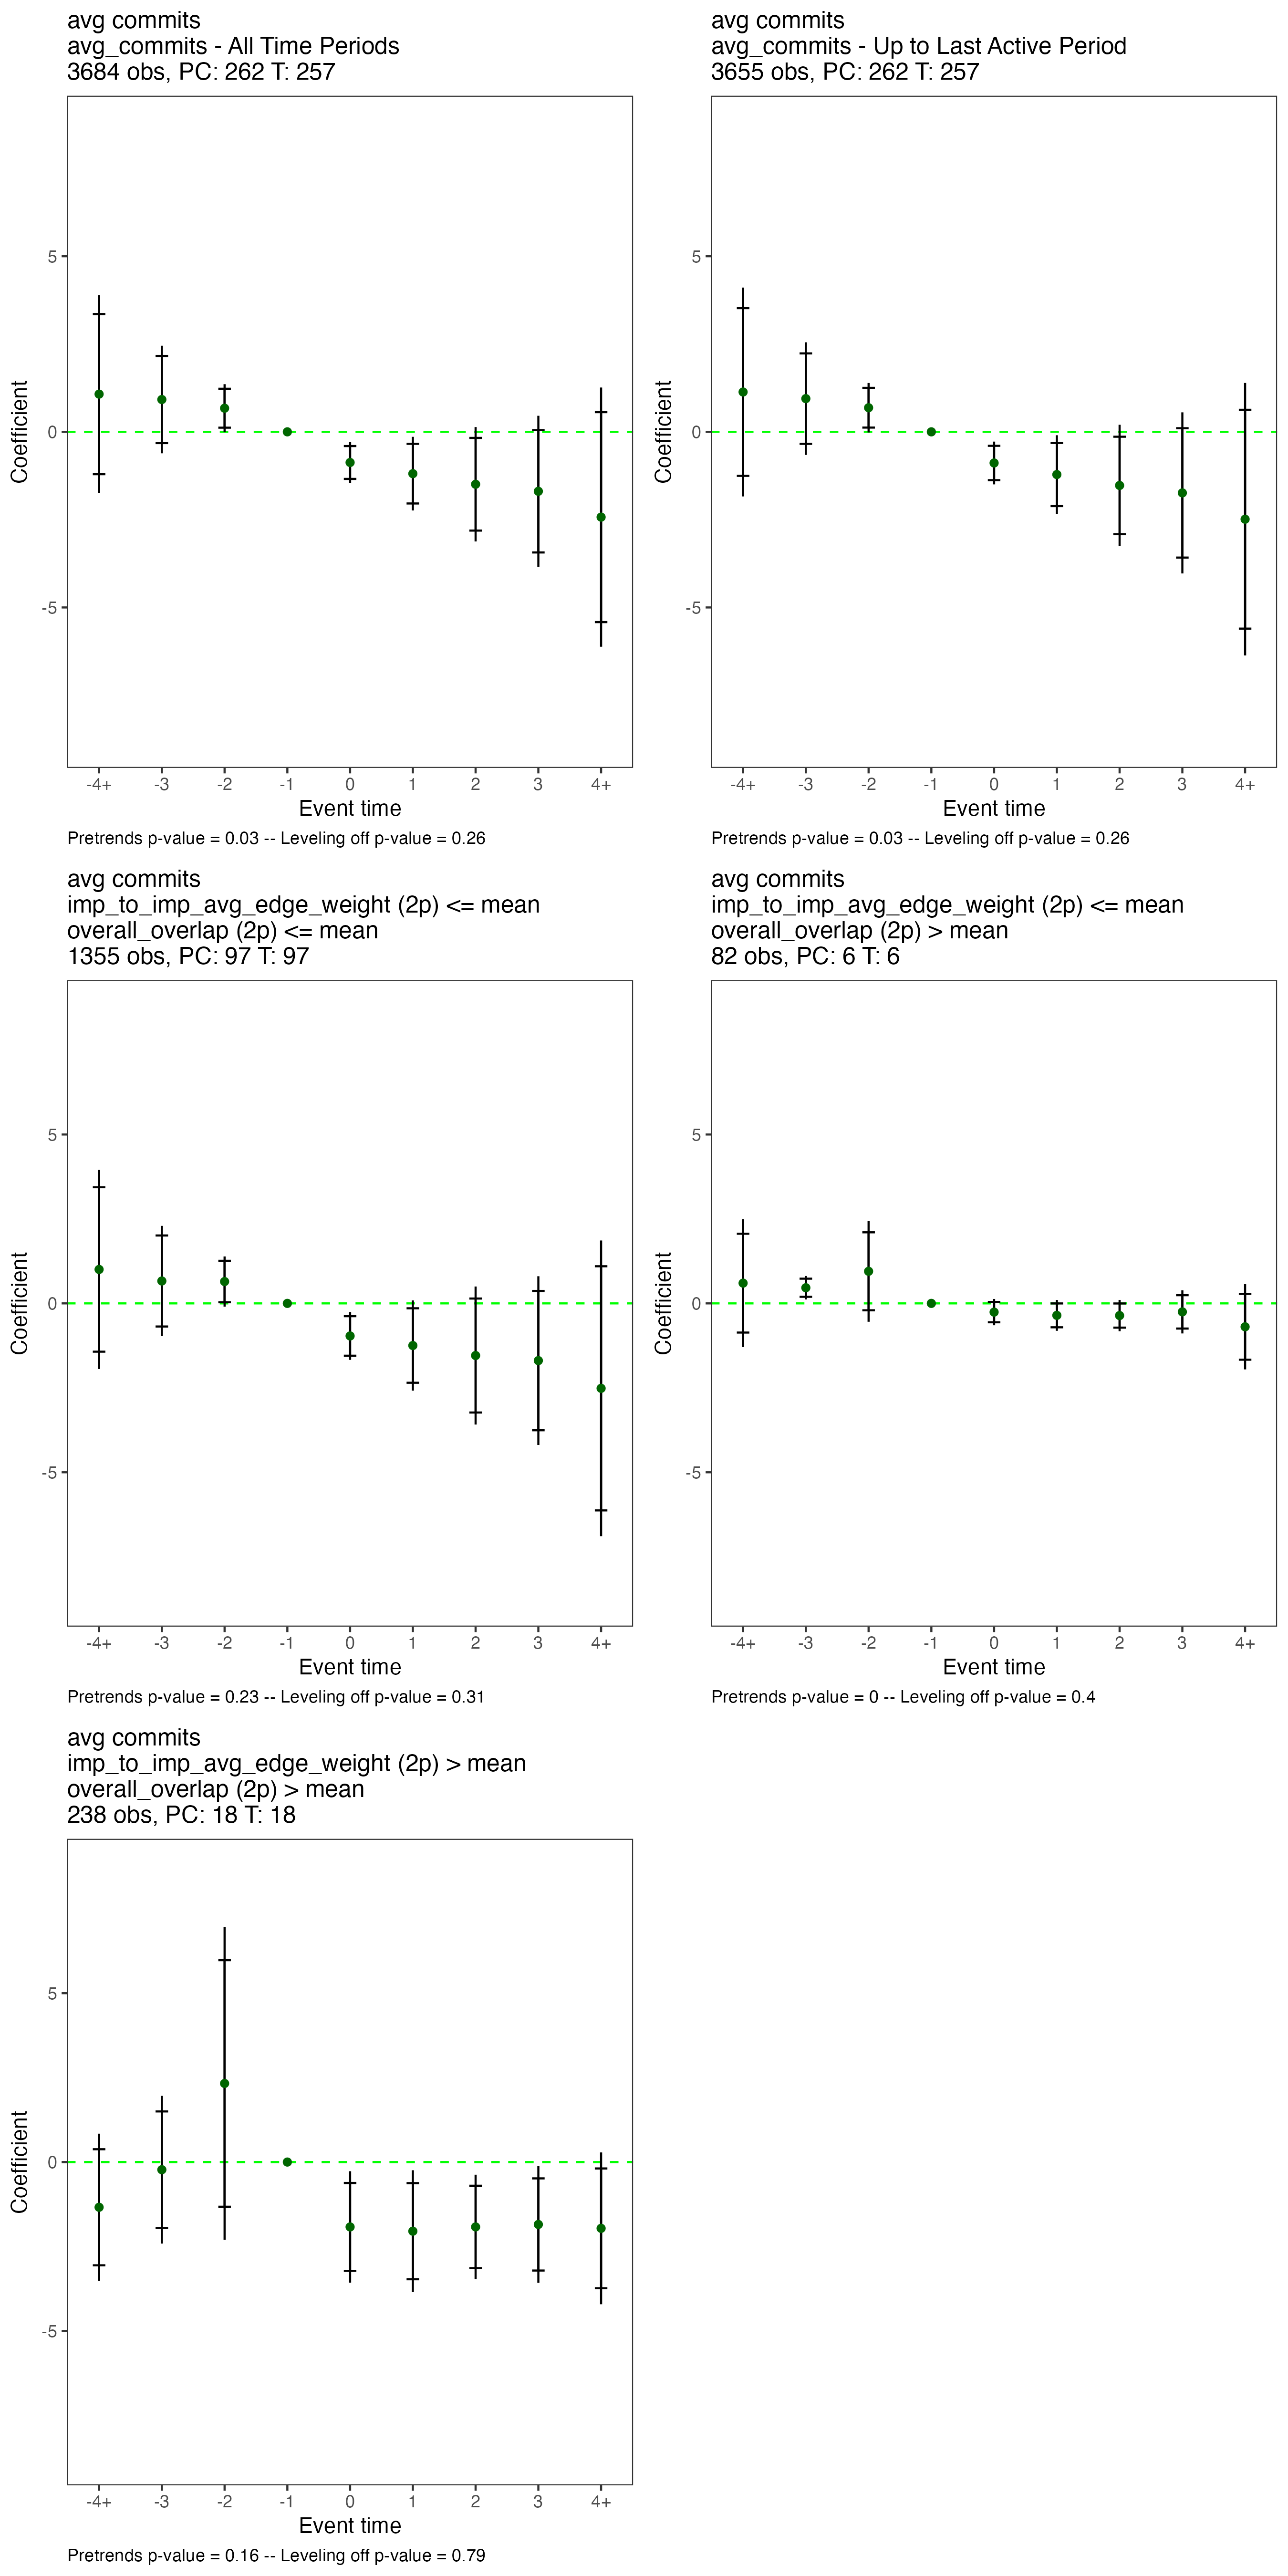 avg commits
avg_commits - All Time Periods
3684 obs, PC: 262 T: 257
Coefficient
5
0
-5
-4+ -3 -2 -1 0 1 2 3 4+
Event time
Pretrends p-value = 0.03 -- Leveling off p-value = 0.26
avg commits
avg_commits - Up to Last Active Period
3655 obs, PC: 262 T: 257
Coefficient
5
0
-5
-4+ -3 -2 -1 0 1 2 3 4+
Event time
Pretrends p-value = 0.03 -- Leveling off p-value = 0.26
avg commits
imp_to_imp_avg_edge_weight (2p) <= mean
overall_overlap (2p) <= mean
1355 obs, PC: 97 T: 97
Coefficient
5
0
-5
-4+ -3 -2 -1 0 1 2 3 4+
Event time
Pretrends p-value = 0.23 -- Leveling off p-value = 0.31
avg commits
imp_to_imp_avg_edge_weight (2p) <= mean
overall_overlap (2p) > mean
82 obs, PC: 6 T: 6
Coefficient
5
0
-5
-4+ -3 -2 -1 0 1 2 3 4+
Event time
Pretrends p-value = 0 -- Leveling off p-value = 0.4
avg commits
imp_to_imp_avg_edge_weight (2p) > mean
overall_overlap (2p) > mean
238 obs, PC: 18 T: 18
Coefficient
5
0
-5
-4+ -3 -2 -1 0 1 2 3 4+
Event time
Pretrends p-value = 0.16 -- Leveling off p-value = 0.79